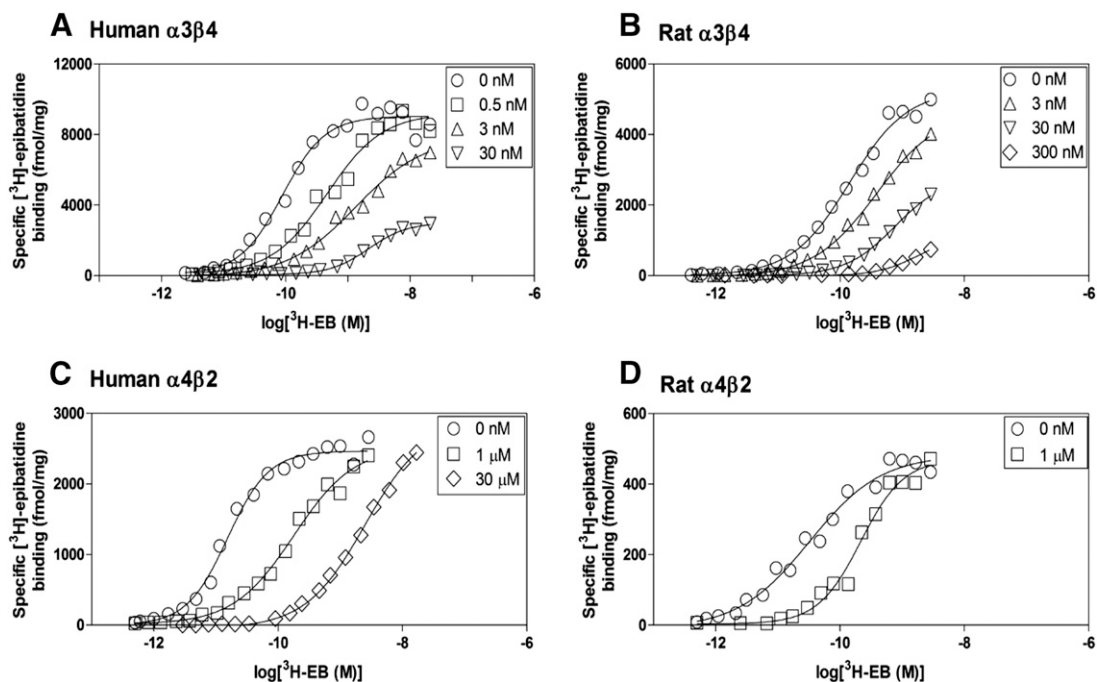 A Human α3β4
Specific [³H]-epibatidine
binding (fmol/mg)
12000
8000
4000
0
0 nM
0.5 nM
3 nM
30 nM
-12 -10 -8 -6
log[³H-EB (M)]
B Rat α3β4
Specific [³H]-epibatidine
binding (fmol/mg)
6000
4000
2000
0
0 nM
3 nM
30 nM
300 nM
-12 -10 -8 -6
log[³H-EB (M)]
C Human α4β2
Specific [³H]-epibatidine
binding (fmol/mg)
3000
2000
1000
0
0 nM
1 μM
30 μM
-12 -10 -8 -6
log[³H-EB (M)]
D Rat α4β2
Specific [³H]-epibatidine
binding (fmol/mg)
600
400
200
0
0 nM
1 μM
-12 -10 -8 -6
log[³H-EB (M)]